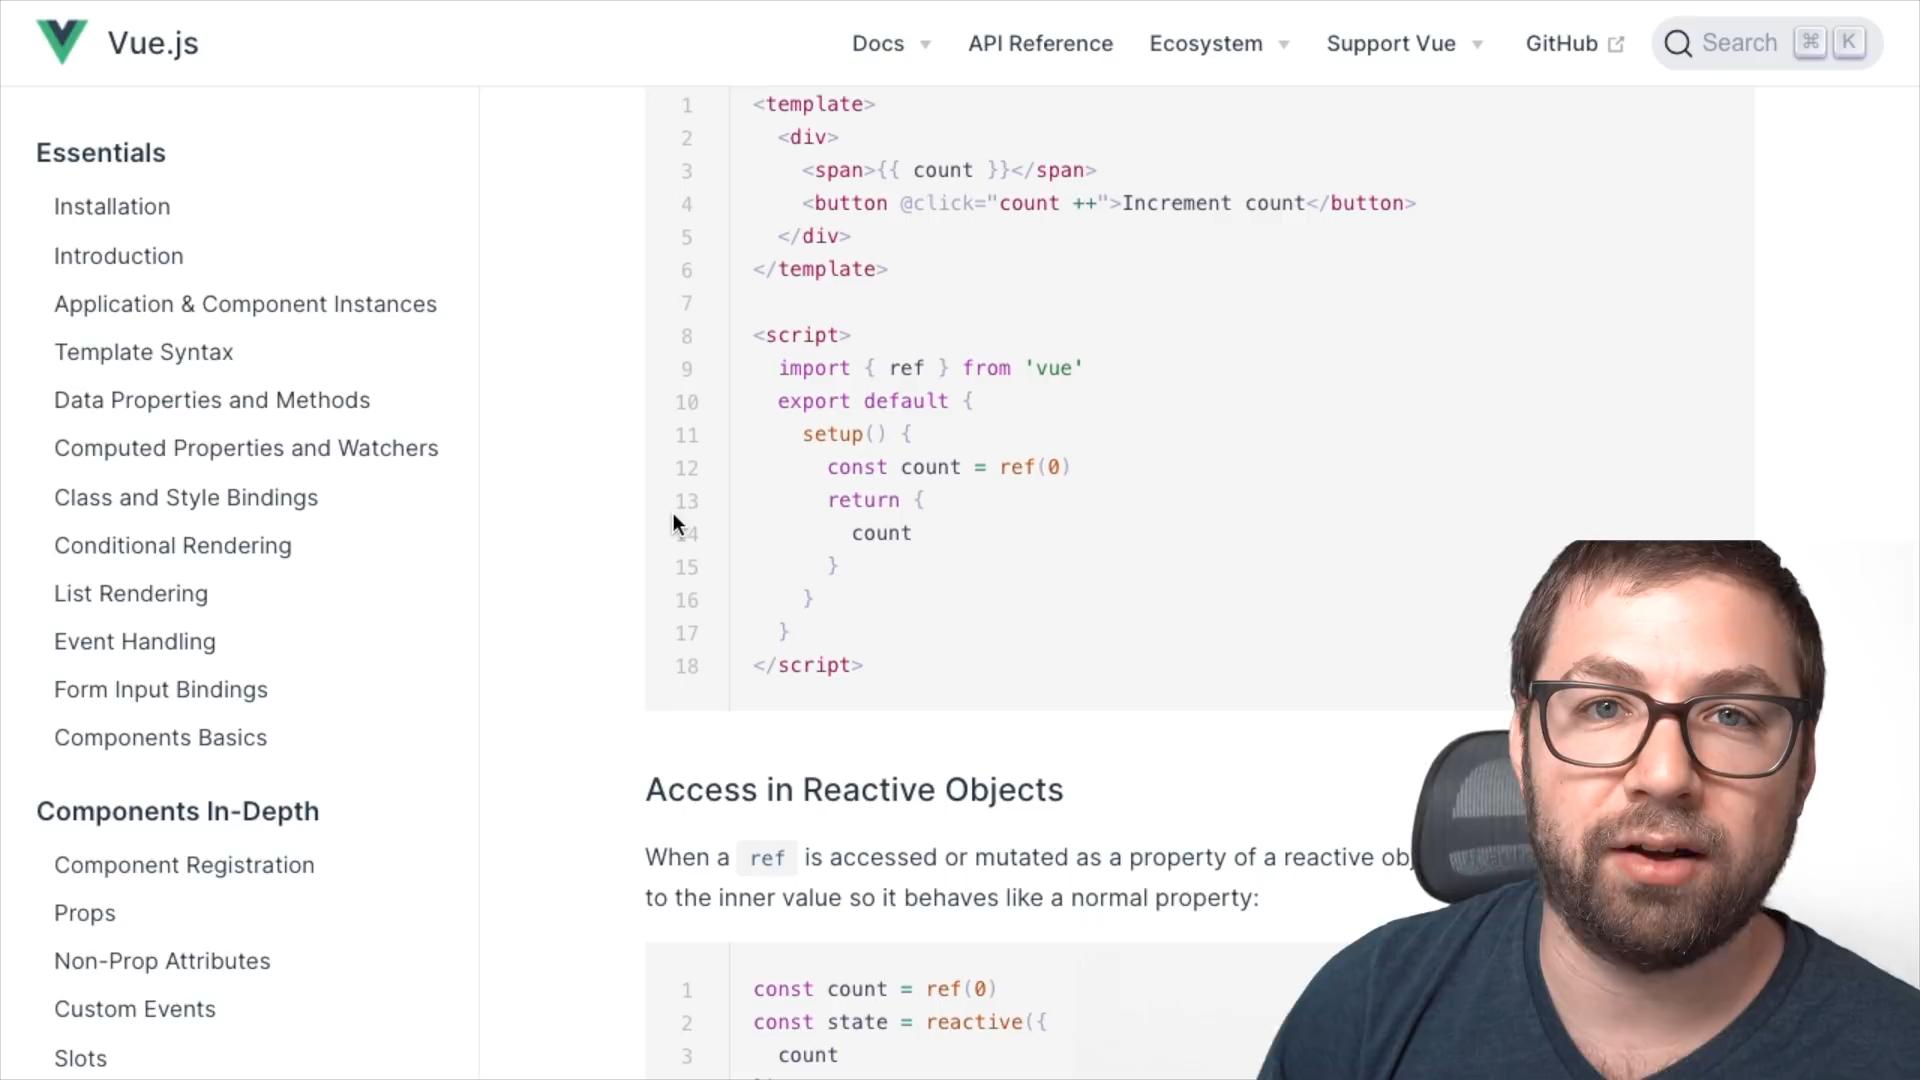 Vue.js
Docs
API Reference
Ecosystem
Support Vue
GitHub
Search ⌘ K
Essentials
Installation
Introduction
Application & Component Instances
Template Syntax
Data Properties and Methods
Computed Properties and Watchers
Class and Style Bindings
Conditional Rendering
List Rendering
Event Handling
Form Input Bindings
Components Basics
Components In-Depth
Component Registration
Props
Non-Prop Attributes
Custom Events
Slots
1 <template>
2 <div>
3 <span>{{ count }}</span>
4 <button @click="count ++">Increment count</button>
5 </div>
6 </template>
7
8 <script>
9 import { ref } from 'vue'
10 export default {
11 setup() {
12 const count = ref(0)
13 return {
14 count
15 }
16 }
17 }
18 </script>
Access in Reactive Objects
When a ref is accessed or mutated as a property of a reactive
to the inner value so it behaves like a normal property:
1 const count = ref(0)
2 const state = reactive({
3 count